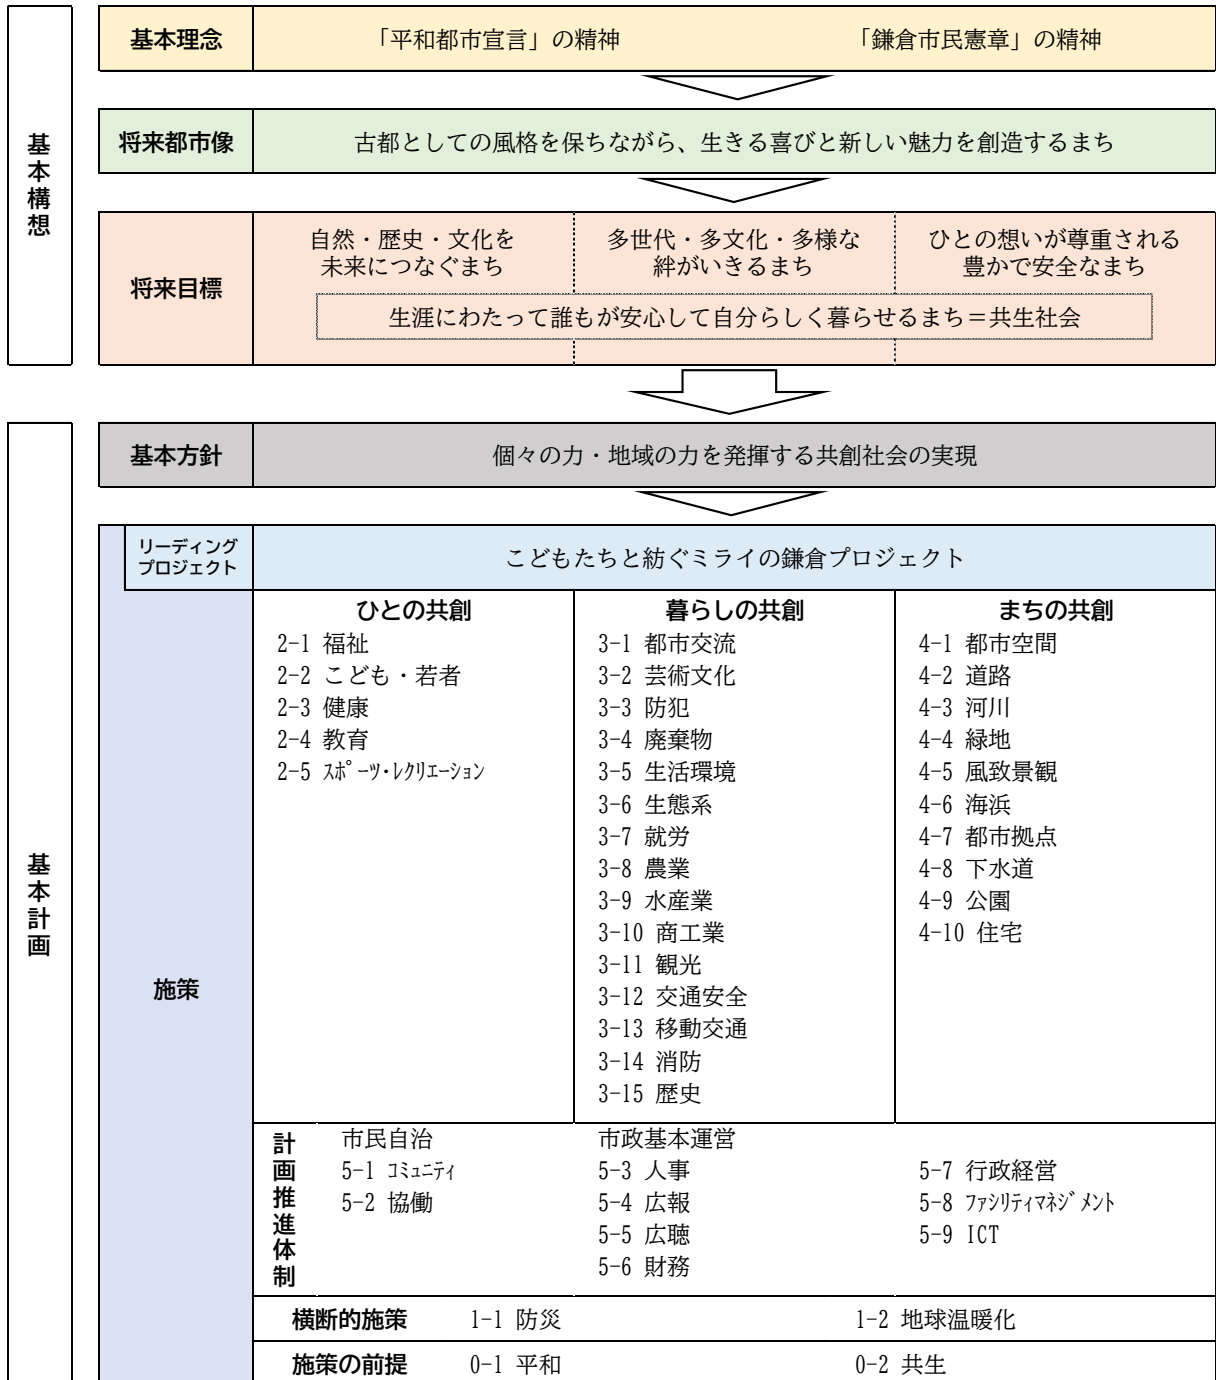 基本構想
基本理念
「平和都市宣言」の精神
「鎌倉市民憲章」の精神
将来都市像
古都としての風格を保ちながら、生きる喜びと新しい魅力を創造するまち
将来目標
自然・歴史・文化を
未来につなぐまち
多世代・多文化・多様な
絆がいきるまち
ひとの想いが尊重される
豊かで安全なまち
生涯にわたって誰もが安心して自分らしく暮らせるまち＝共生社会
基本計画
基本方針
個々の力・地域の力を発揮する共創社会の実現
リーディング
プロジェクト
こどもたちと紡ぐミライの鎌倉プロジェクト
施策
ひとの共創
2-1 福祉
2-2 こども・若者
2-3 健康
2-4 教育
2-5 ｽﾎﾟｰﾂ･ﾚｸﾘｴｰｼｮﾝ
暮らしの共創
3-1 都市交流
3-2 芸術文化
3-3 防犯
3-4 廃棄物
3-5 生活環境
3-6 生態系
3-7 就労
3-8 農業
3-9 水産業
3-10 商工業
3-11 観光
3-12 交通安全
3-13 移動交通
3-14 消防
3-15 歴史
まちの共創
4-1 都市空間
4-2 道路
4-3 河川
4-4 緑地
4-5 風致景観
4-6 海浜
4-7 都市拠点
4-8 下水道
4-9 公園
4-10 住宅
計画推進体制
市民自治
5-1 ｺﾐｭﾆﾃｨ
5-2 協働
市政基本運営
5-3 人事
5-4 広報
5-5 広聴
5-6 財務
5-7 行政経営
5-8 ﾌｧｼﾘﾃｨﾏﾈｼﾞﾒﾝﾄ
5-9 ICT
横断的施策
1-1 防災
1-2 地球温暖化
施策の前提
0-1 平和
0-2 共生